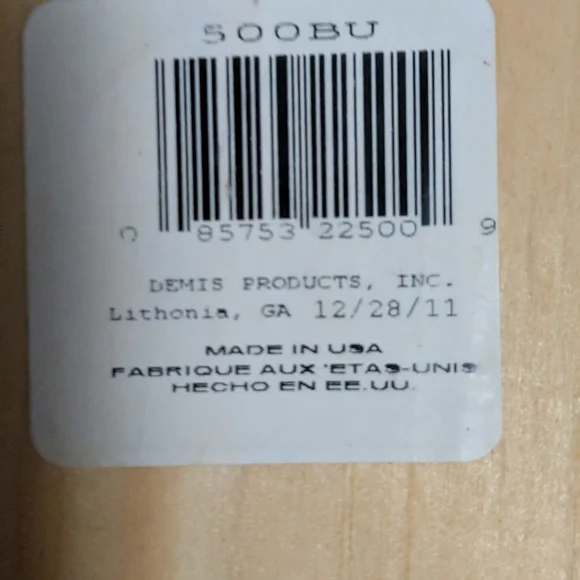 500BU
0 85753 22500 9
DEMIS PRODUCTS, INC.
Lithonia, GA 12/28/11
MADE IN USA
FABRIQUE AUX 'ETAS-UNIS
HECHO EN EE.UU.